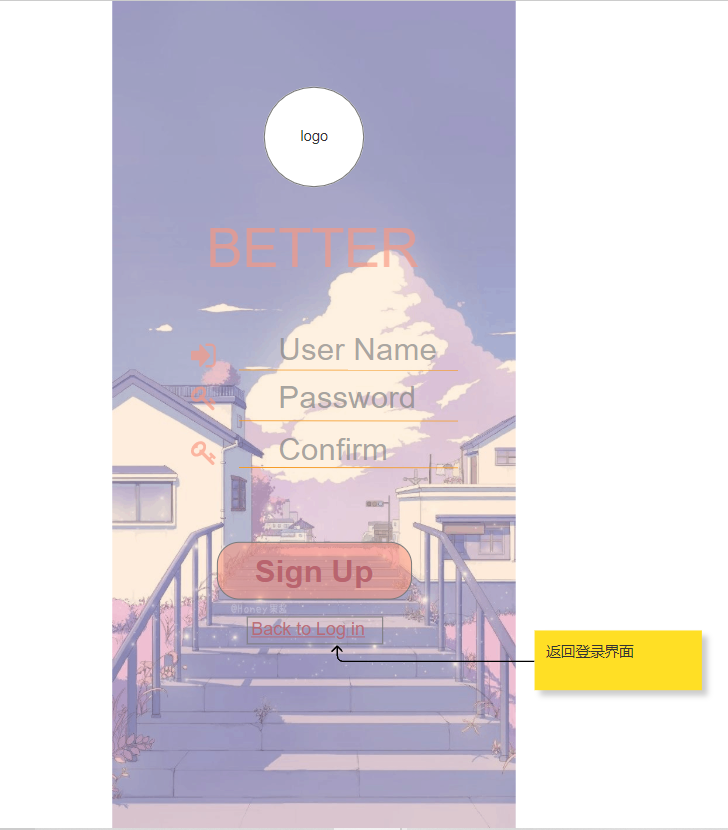 logo
BETTER
User Name
Password
Confirm
Sign Up
Back to Log in
返回登录界面